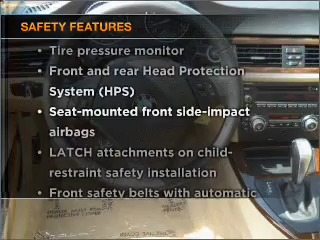 SAFETY FEATURES
• Tire pressure monitor
• Front and rear Head Protection
System (HPS)
• Seat-mounted front side-impact
airbags
• LATCH attachments on child-
restraint safety installation
• Front safety belts with automatic